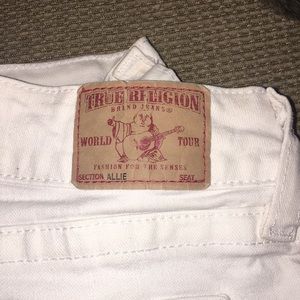 TRUE RELIGION
BRAND JEANS®
WORLD TOUR
FASHION FOR THE SENSES
SECTION ALLIE SEAT